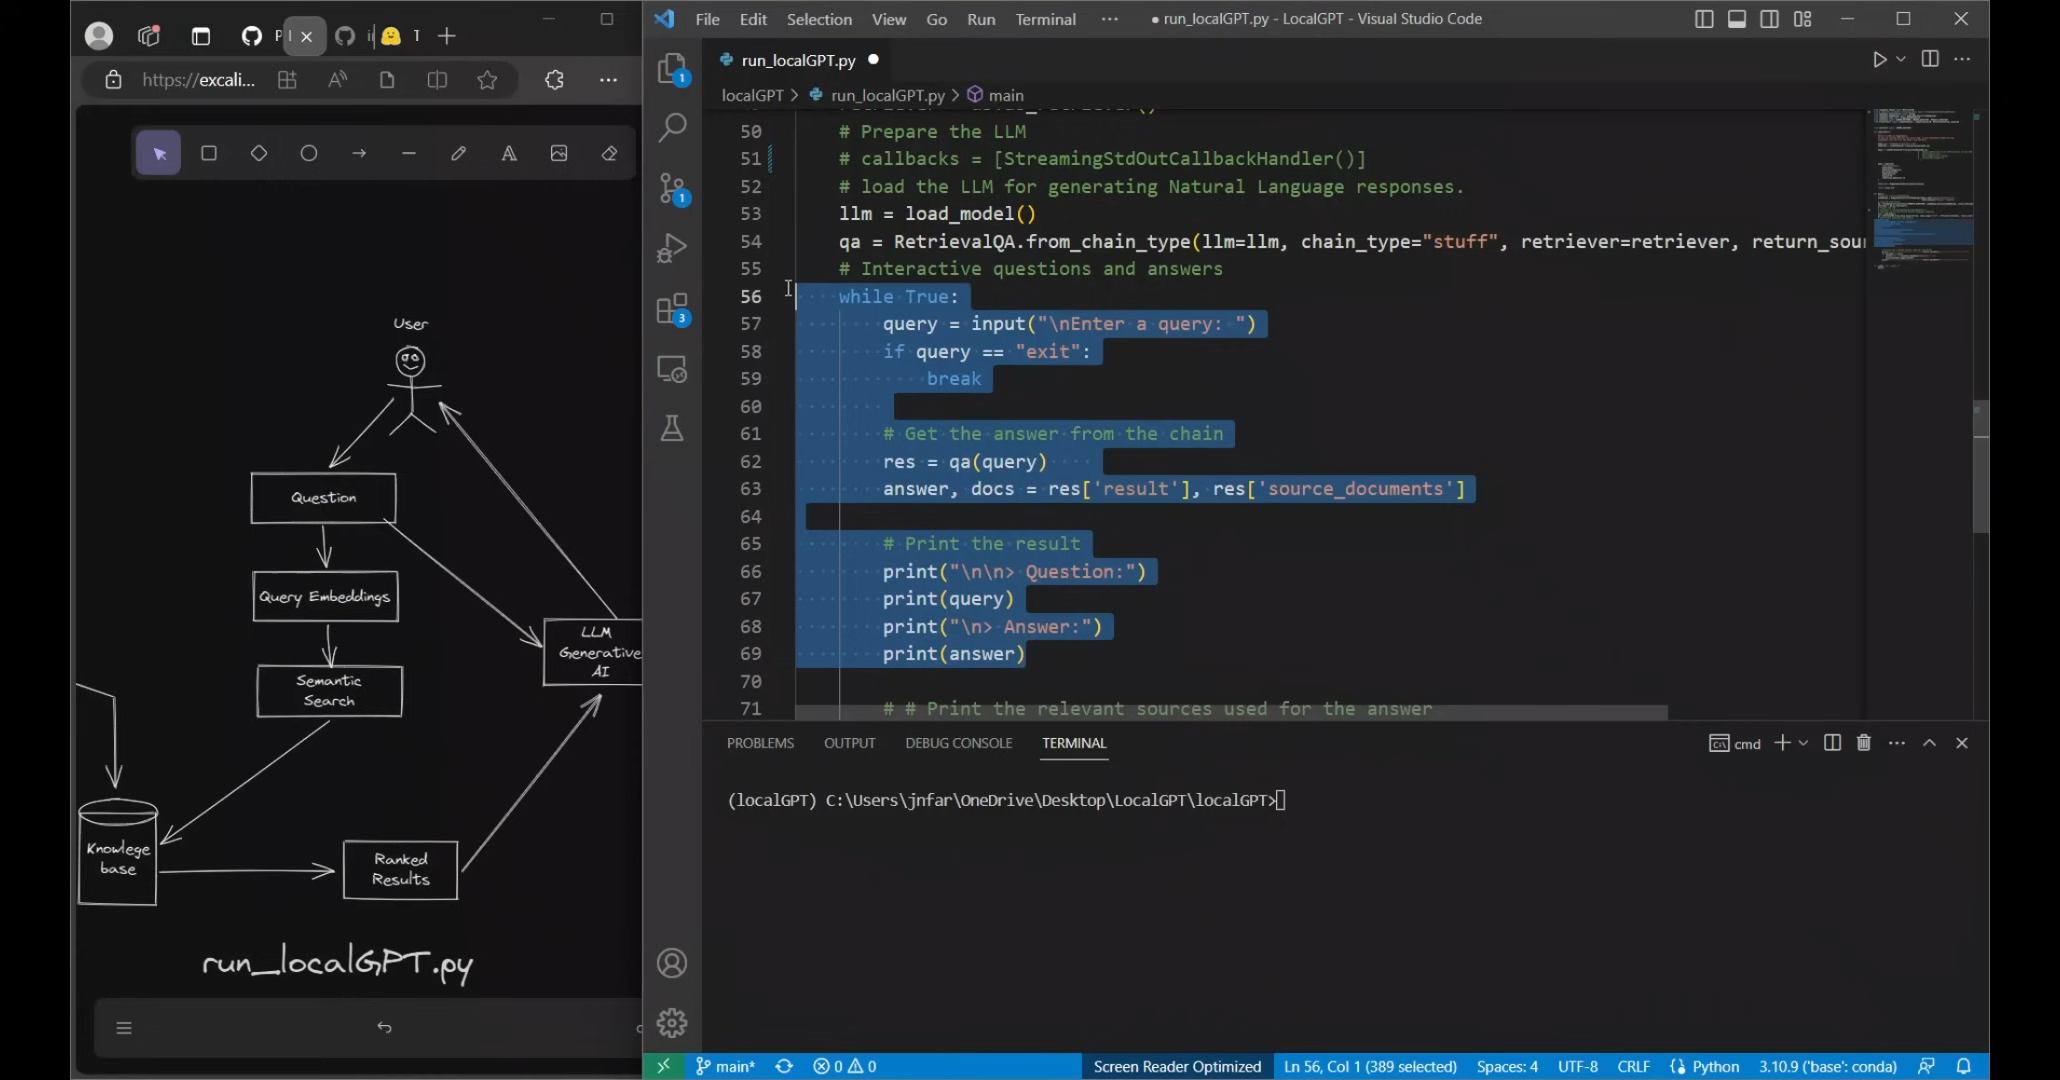 https://excali...
User
Question
Query Embeddings
Semantic
Search
LLM
Generative
AI
Knowlege
base
Ranked
Results
run_localGPT.py
File Edit Selection View Go Run Terminal ··· ● run_localGPT.py - LocalGPT - Visual Studio Code
run_localGPT.py
localGPT > run_localGPT.py > main
50 # Prepare the LLM
51 # callbacks = [StreamingStdOutCallbackHandler()]
52 # load the LLM for generating Natural Language responses.
53 llm = load_model()
54 qa = RetrievalQA.from_chain_type(llm=llm, chain_type="stuff", retriever=retriever, return_sou
55 # Interactive questions and answers
56 while True:
57 query = input("\nEnter a query: ")
58 if query == "exit":
59 break
60
61 # Get the answer from the chain
62 res = qa(query)
63 answer, docs = res['result'], res['source_documents']
64
65 # Print the result
66 print("\n\n> Question:")
67 print(query)
68 print("\n> Answer:")
69 print(answer)
70
71 # # Print the relevant sources used for the answer
PROBLEMS OUTPUT DEBUG CONSOLE TERMINAL cmd
(localGPT) C:\Users\jnfar\OneDrive\Desktop\LocalGPT\localGPT>
main* 0 0 Screen Reader Optimized Ln 56, Col 1 (389 selected) Spaces: 4 UTF-8 CRLF Python 3.10.9 ('base': conda)
1
1
3